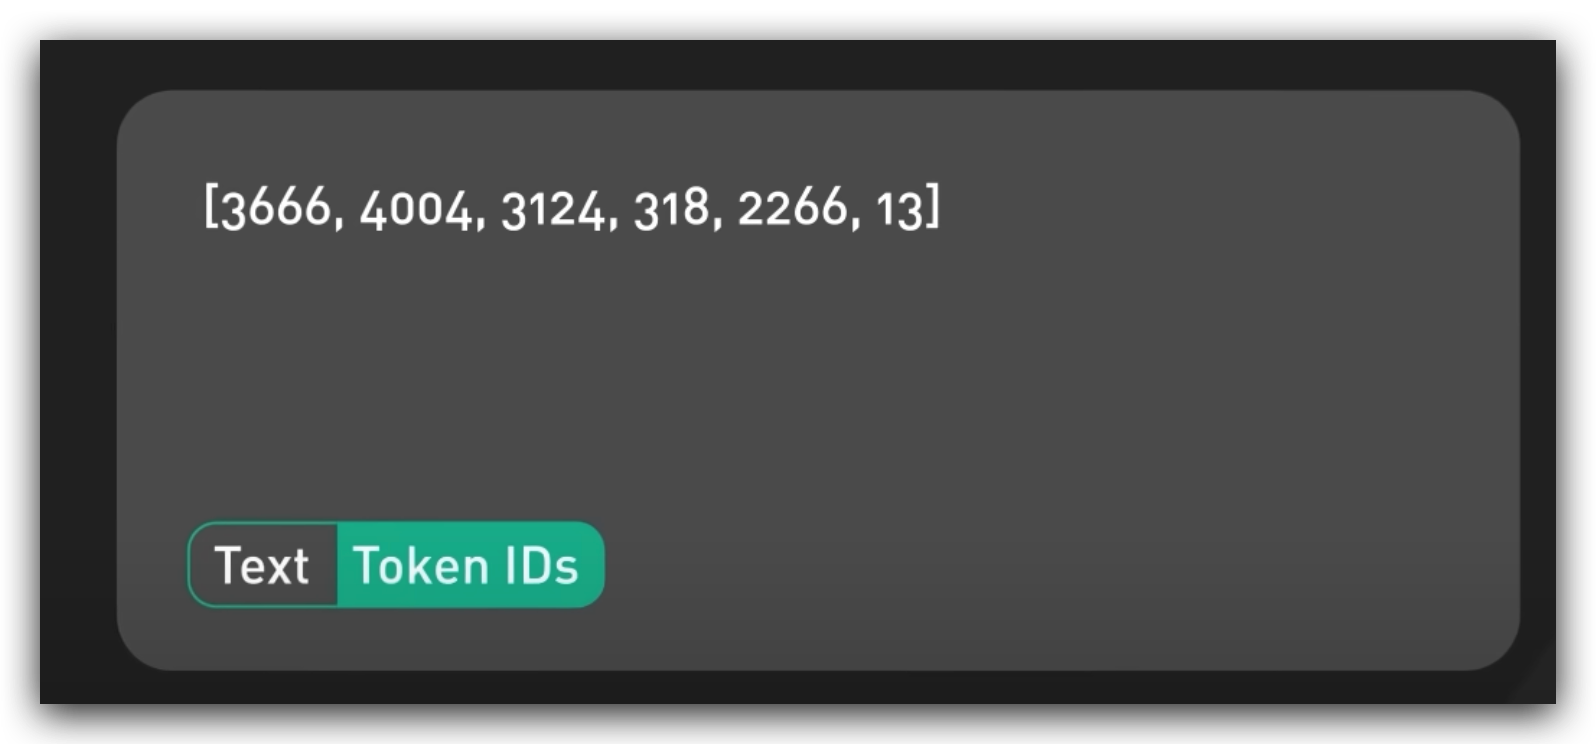 [3666, 4004, 3124, 318, 2266, 13]
Text Token IDs